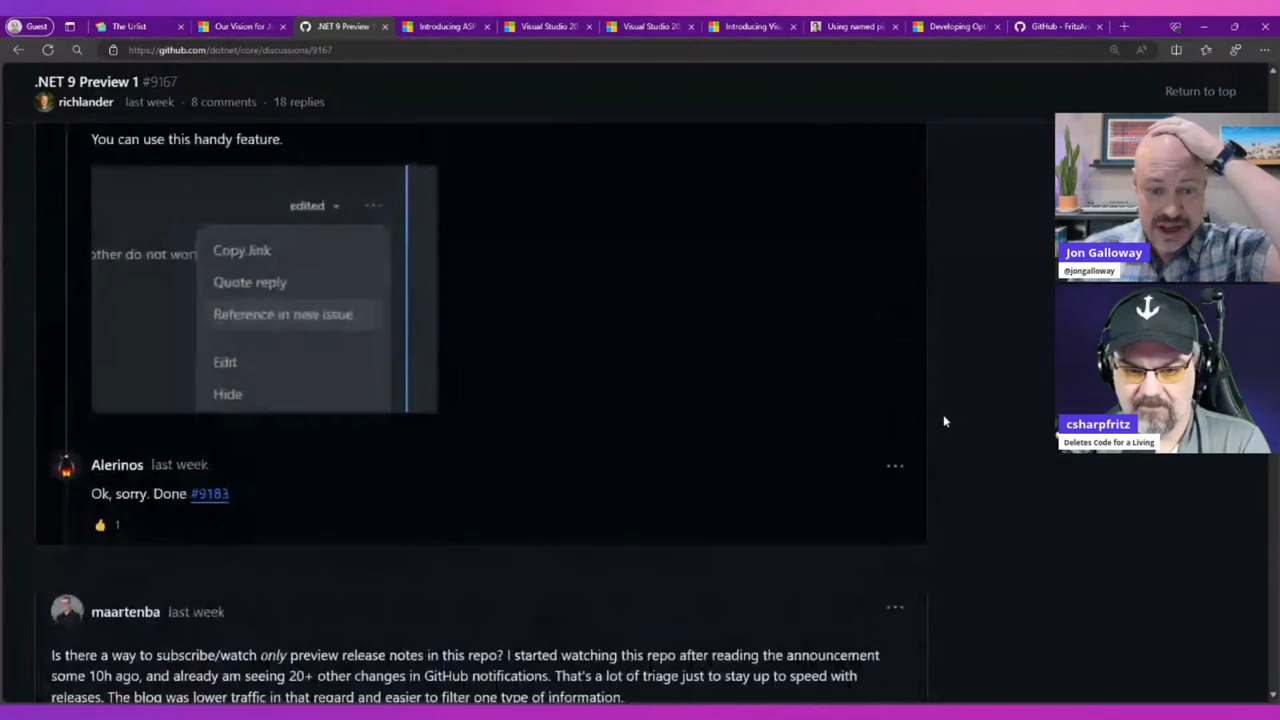 Guest
The Urlist
Our Vision for .
.NET 9 Preview 1
Introducing ASP
Visual Studio 20
Visual Studio 20
Introducing Visu
Using named pi
Developing Opt
GitHub - FritzAn
https://github.com/dotnet/core/discussions/9167
.NET 9 Preview 1 #9167
richlander last week · 8 comments · 18 replies
Return to top
You can use this handy feature.
edited
other do not wor
Copy link
Quote reply
Reference in new issue
Edit
Hide
Jon Galloway
@jongalloway
csharpfritz
Deletes Code for a Living
Alerinos last week
Ok, sorry. Done #9183
👍 1
maartenba last week
Is there a way to subscribe/watch only preview release notes in this repo? I started watching this repo after reading the announcement
some 10h ago, and already am seeing 20+ other changes in GitHub notifications. That's a lot of triage just to stay up to speed with
releases. The blog was lower traffic in that regard and easier to filter one type of information.